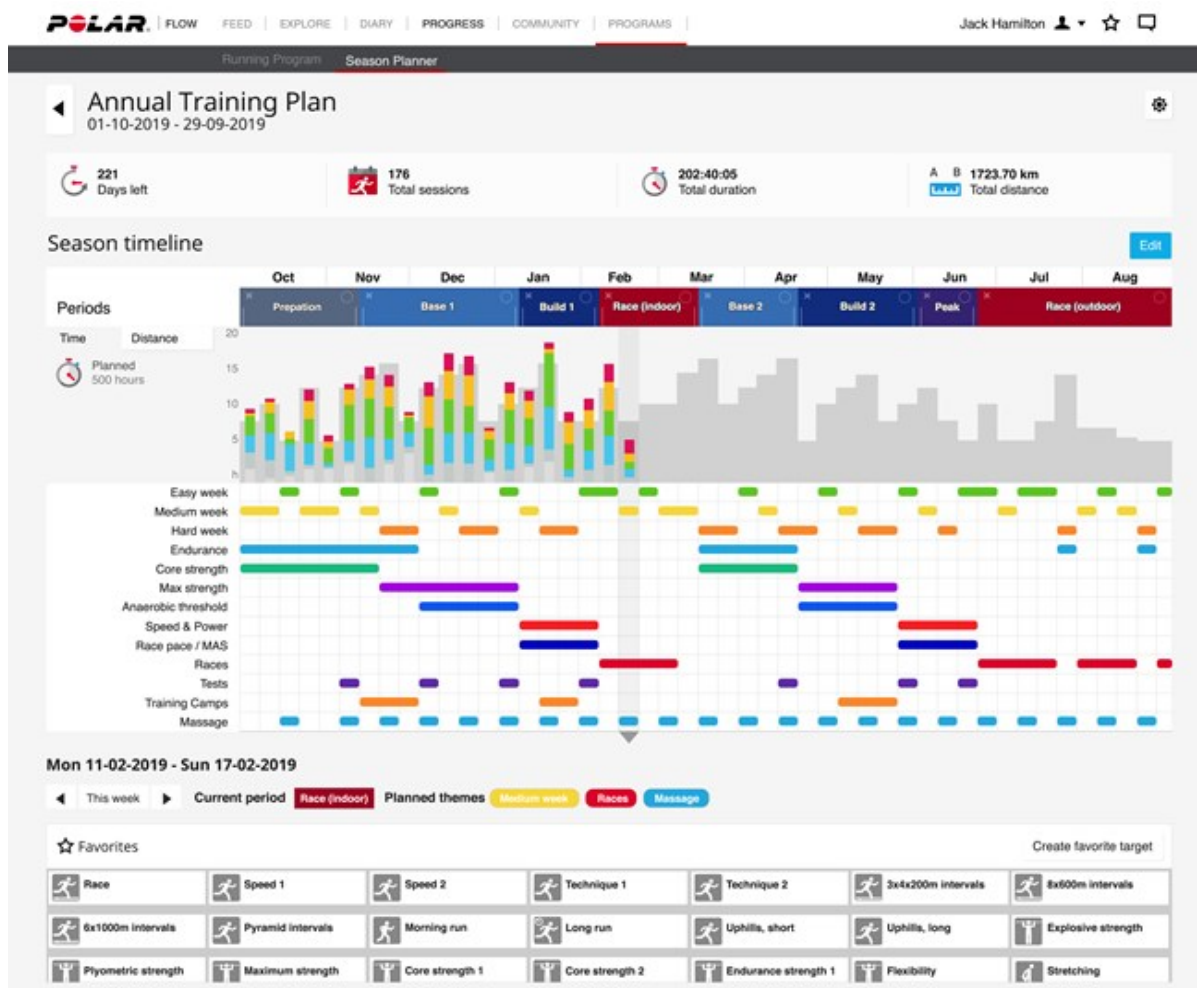 POLAR. FLOW FEED EXPLORE DIARY PROGRESS COMMUNITY PROGRAMS Jack Hamilton
Running Program Season Planner
Annual Training Plan
01-10-2019 - 29-09-2019
221
Days left
176
Total sessions
202:40:05
Total duration
A B 1723.70 km
Total distance
Season timeline Edit
Oct Nov Dec Jan Feb Mar Apr May Jun Jul Aug
Periods Prepation Base 1 Build 1 Race (indoor) Base 2 Build 2 Peak Race (outdoor)
Time Distance
Planned
500 hours
20
15
10
5
h
Easy week
Medium week
Hard week
Endurance
Core strength
Max strength
Anaerobic threshold
Speed & Power
Race pace / MAS
Races
Tests
Training Camps
Massage
Mon 11-02-2019 - Sun 17-02-2019
This week Current period Race (indoor) Planned themes Medium week Races Massage
Favorites Create favorite target
Race Speed 1 Speed 2 Technique 1 Technique 2 3x4x200m intervals 8x600m intervals
6x1000m intervals Pyramid intervals Morning run Long run Uphills, short Uphills, long Explosive strength
Plyometric strength Maximum strength Core strength 1 Core strength 2 Endurance strength 1 Flexibility Stretching